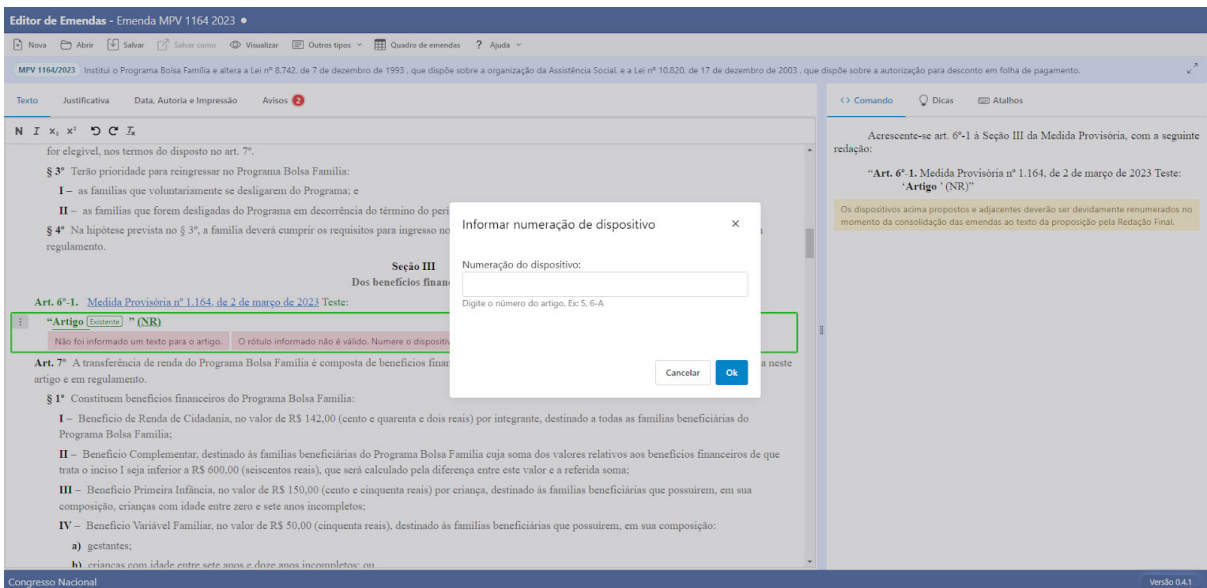 Editor de Emendas - Emenda MPV 1164 2023 ●
Nova Abrir Salvar Salvar como Visualizar Outros tipos Quadro de emendas ? Ajuda
MPV 1164/2023 Institui o Programa Bolsa Família e altera a Lei nº 8.742, de 7 de dezembro de 1993 , que dispõe sobre a organização da Assistência Social, e a Lei nº 10.820, de 17 de dezembro de 2003 , que dispõe sobre a autorização para desconto em folha de pagamento.
Texto Justificativa Data, Autoria e Impressão Avisos 2
N I x₂ x²
for elegível, nos termos do disposto no art. 7º.
§ 3º Terão prioridade para reingressar no Programa Bolsa Família:
I – as famílias que voluntariamente se desligarem do Programa; e
II – as famílias que forem desligadas do Programa em decorrência do término do perí
§ 4º Na hipótese prevista no § 3º, a família deverá cumprir os requisitos para ingresso no
regulamento.
Seção III
Dos benefícios finan
Art. 6º-1. Medida Provisória nº 1.164, de 2 de março de 2023 Teste:
“Artigo Existente ” (NR)
Não foi informado um texto para o artigo. O rótulo informado não é válido. Numere o dispositiv
Art. 7º A transferência de renda do Programa Bolsa Família é composta de benefícios finan a neste
artigo e em regulamento.
§ 1º Constituem benefícios financeiros do Programa Bolsa Família:
I – Benefício de Renda de Cidadania, no valor de R$ 142,00 (cento e quarenta e dois reais) por integrante, destinado a todas as famílias beneficiárias do
Programa Bolsa Família;
II – Benefício Complementar, destinado às famílias beneficiárias do Programa Bolsa Família cuja soma dos valores relativos aos benefícios financeiros de que
trata o inciso I seja inferior a R$ 600,00 (seiscentos reais), que será calculado pela diferença entre este valor e a referida soma;
III – Benefício Primeira Infância, no valor de R$ 150,00 (cento e cinquenta reais) por criança, destinado às famílias beneficiárias que possuírem, em sua
composição, crianças com idade entre zero e sete anos incompletos;
IV – Benefício Variável Familiar, no valor de R$ 50,00 (cinquenta reais), destinado às famílias beneficiárias que possuírem, em sua composição:
a) gestantes;
b) crianças com idade entre sete anos e doze anos incompletos; ou
Informar numeração de dispositivo ×
Numeração do dispositivo:
Digite o número do artigo. Ex: 5, 6-A
Cancelar Ok
<> Comando Dicas Atalhos
Acrescente-se art. 6º-1 à Seção III da Medida Provisória, com a seguinte
redação:
“Art. 6º-1. Medida Provisória nº 1.164, de 2 de março de 2023 Teste:
‘Artigo ’ (NR)”
Os dispositivos acima propostos e adjacentes deverão ser devidamente renumerados no
momento da consolidação das emendas ao texto da proposição pela Redação Final.
Congresso Nacional
Versão 0.4.1